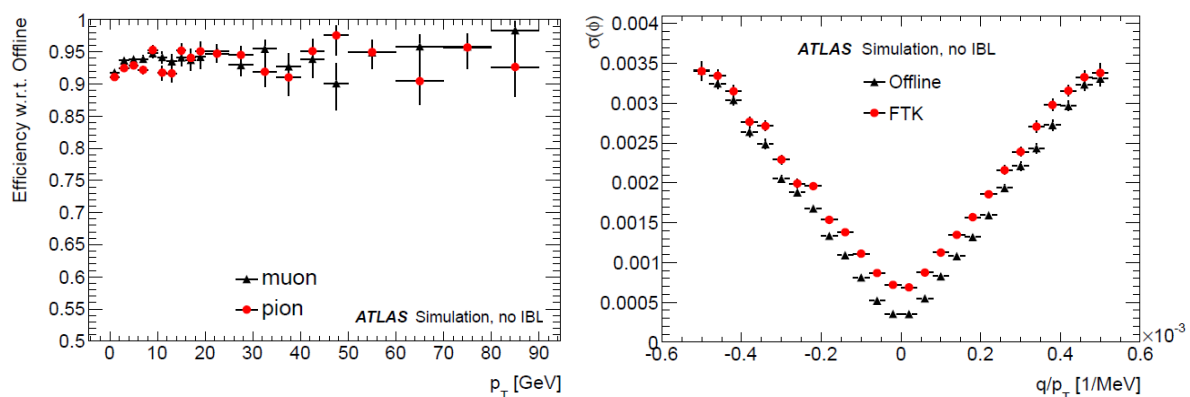 Efficiency w.r.t. Offline
1
0.95
0.9
0.85
0.8
0.75
0.7
0.65
0.6
0.55
0.5
muon
pion
ATLAS Simulation, no IBL
0 10 20 30 40 50 60 70 80 90
p_T [GeV]
σ(ϕ)
0.004
0.0035
0.003
0.0025
0.002
0.0015
0.001
0.0005
0
ATLAS Simulation, no IBL
Offline
FTK
-0.6 -0.4 -0.2 0 0.2 0.4 0.6
×10⁻³
q/p_T [1/MeV]